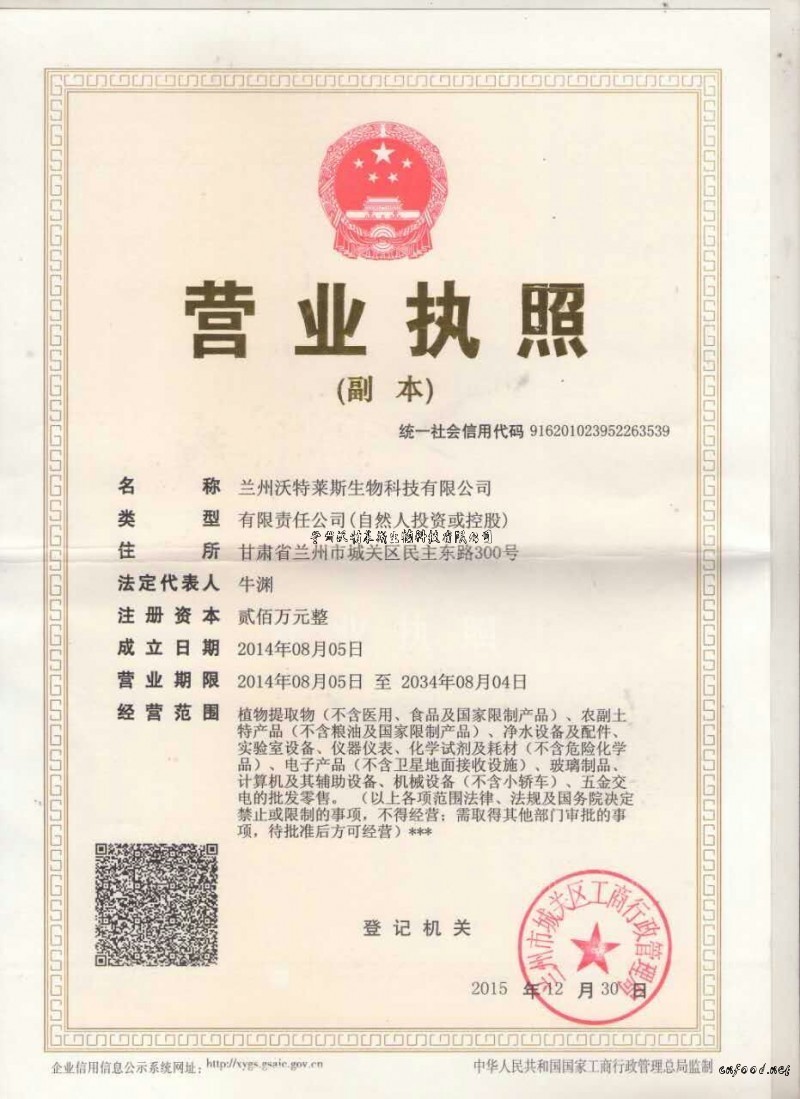 营业执照
(副 本)
统一社会信用代码 916201023952263539
名 称 兰州沃特莱斯生物科技有限公司
类 型 有限责任公司(自然人投资或控股)
兰州沃特莱斯生物科技有限公司
住 所 甘肃省兰州市城关区民主东路300号
法定代表人 牛渊
注册资本 贰佰万元整
成立日期 2014年08月05日
营业期限 2014年08月05日 至 2034年08月04日
经营范围 植物提取物（不含医用、食品及国家限制产品）、农副土
特产品（不含粮油及国家限制产品）、净水设备及配件、
实验室设备、仪器仪表、化学试剂及耗材（不含危险化学
品）、电子产品（不含卫星地面接收设施）、玻璃制品、
计算机及其辅助设备、机械设备（不含小轿车）、五金交
电的批发零售。 （以上各项范围法律、法规及国务院决定
禁止或限制的事项，不得经营；需取得其他部门审批的事
项，待批准后方可经营）***
登记机关
兰州市城关区工商行政管理局
2015 年 12 月 30 日
企业信用信息公示系统网址：http://xygs.gsaic.gov.cn
中华人民共和国国家工商行政管理总局监制
cnfood.net